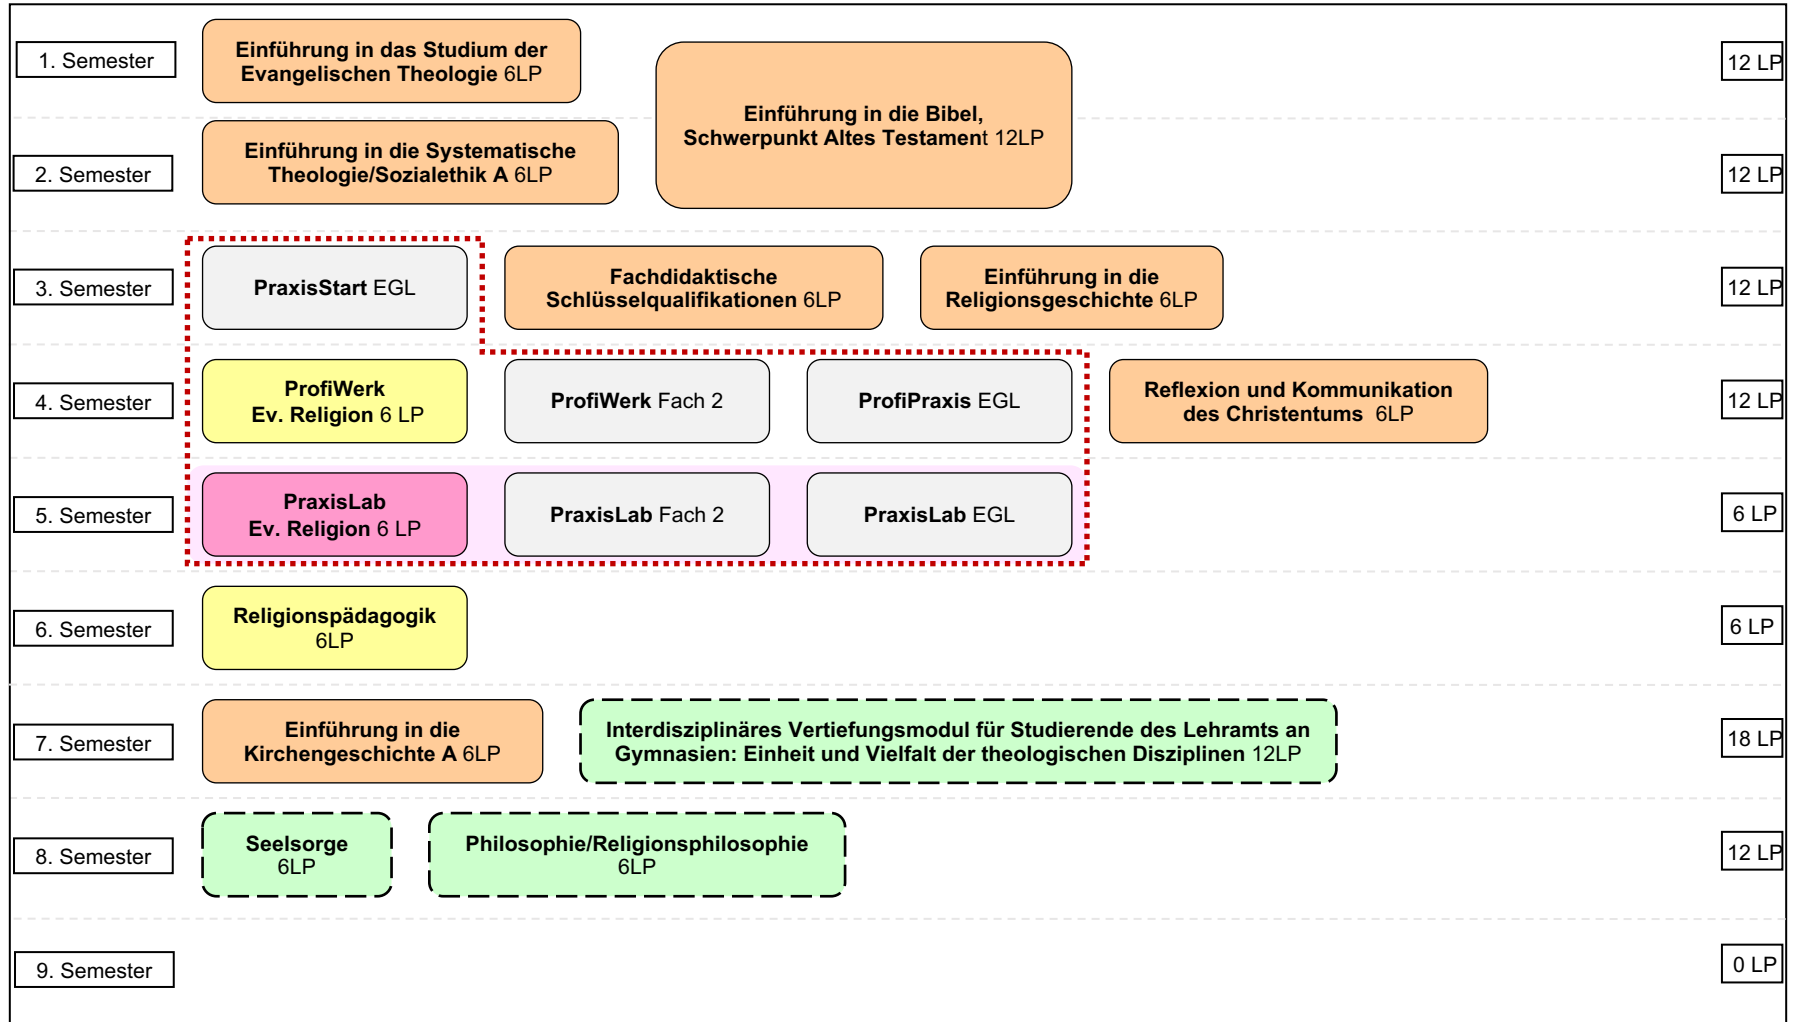 1. Semester
Einführung in das Studium der
Evangelischen Theologie 6LP
Einführung in die Bibel,
Schwerpunkt Altes Testament 12LP
12 LP
2. Semester
Einführung in die Systematische
Theologie/Sozialethik A 6LP
12 LP
3. Semester
PraxisStart EGL
Fachdidaktische
Schlüsselqualifikationen 6LP
Einführung in die
Religionsgeschichte 6LP
12 LP
4. Semester
ProfiWerk
Ev. Religion 6 LP
ProfiWerk Fach 2
ProfiPraxis EGL
Reflexion und Kommunikation
des Christentums 6LP
12 LP
5. Semester
PraxisLab
Ev. Religion 6 LP
PraxisLab Fach 2
PraxisLab EGL
6 LP
6. Semester
Religionspädagogik
6LP
6 LP
7. Semester
Einführung in die
Kirchengeschichte A 6LP
Interdisziplinäres Vertiefungsmodul für Studierende des Lehramts an
Gymnasien: Einheit und Vielfalt der theologischen Disziplinen 12LP
18 LP
8. Semester
Seelsorge
6LP
Philosophie/Religionsphilosophie
6LP
12 LP
9. Semester
0 LP